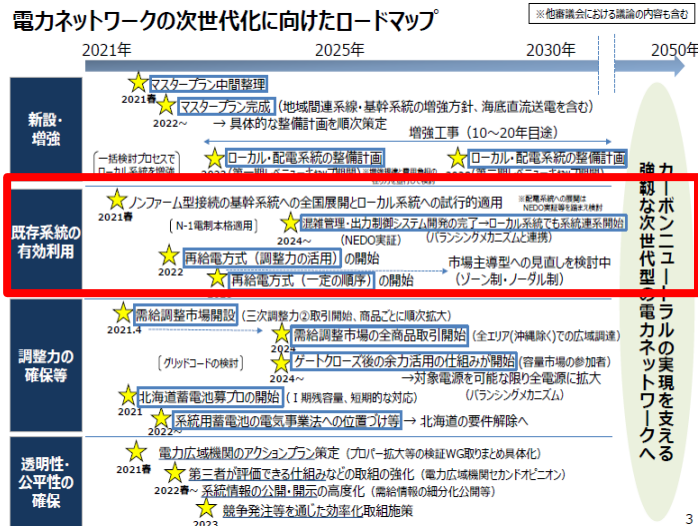 電力ネットワークの次世代化に向けたロードマップ
※他審議会における議論の内容も含む
2021年
2025年
2030年
2050年
新設・
増強
マスタープラン中間整理
2021春
マスタープラン完成（地域間連系線・基幹系統の増強方針、海底直流送電を含む）
2022～
→ 具体的な整備計画を順次策定
増強工事（10～20年目途）
一括検討プロセスで
ローカル系統を増強
ローカル・配電系統の整備計画
ローカル・配電系統の整備計画
既存系統の
有効利用
ノンファーム型接続の基幹系統への全国展開とローカル系統への試行的適用
※配電系統への展開は
NEDO実証等を踏まえ検討
2021春
〔N-1電制本格適用〕
混雑管理・出力制御システム開発の完了→ローカル系統でも系統連系開始
2024～
（NEDO実証）
（バランシングメカニズムと連携）
再給電方式（調整力の活用）の開始
2022
市場主導型への見直しを検討中
（ゾーン制・ノーダル制）
再給電方式（一定の順序）の開始
調整力の
確保等
需給調整市場開設（三次調整力②取引開始、商品ごとに順次拡大）
2021.4
需給調整市場の全商品取引開始（全エリア(沖縄除く)での広域調達）
2024
〔グリッドコードの検討〕
ゲートクローズ後の余力活用の仕組みが開始（容量市場の参加者）
2024～
→対象電源を可能な限り全電源に拡大
（バランシングメカニズム）
北海道蓄電池募プロの開始（Ⅰ期残容量、短期的な対応）
2021
系統用蓄電池の電気事業法への位置づけ等→ 北海道の要件解除へ
2022～
透明性・
公平性の
確保
電力広域機関のアクションプラン策定（プロパー拡大等の検証WG取りまとめ具体化）
2021春
第三者が評価できる仕組みなどの取組の強化（電力広域機関セカンドオピニオン）
2022春～
系統情報の公開・開示の高度化（需給情報の細分化公開等）
競争発注等を通じた効率化取組施策
2023
カーボンニュートラルの実現を支える
強靱な次世代型の電力ネットワークへ
3